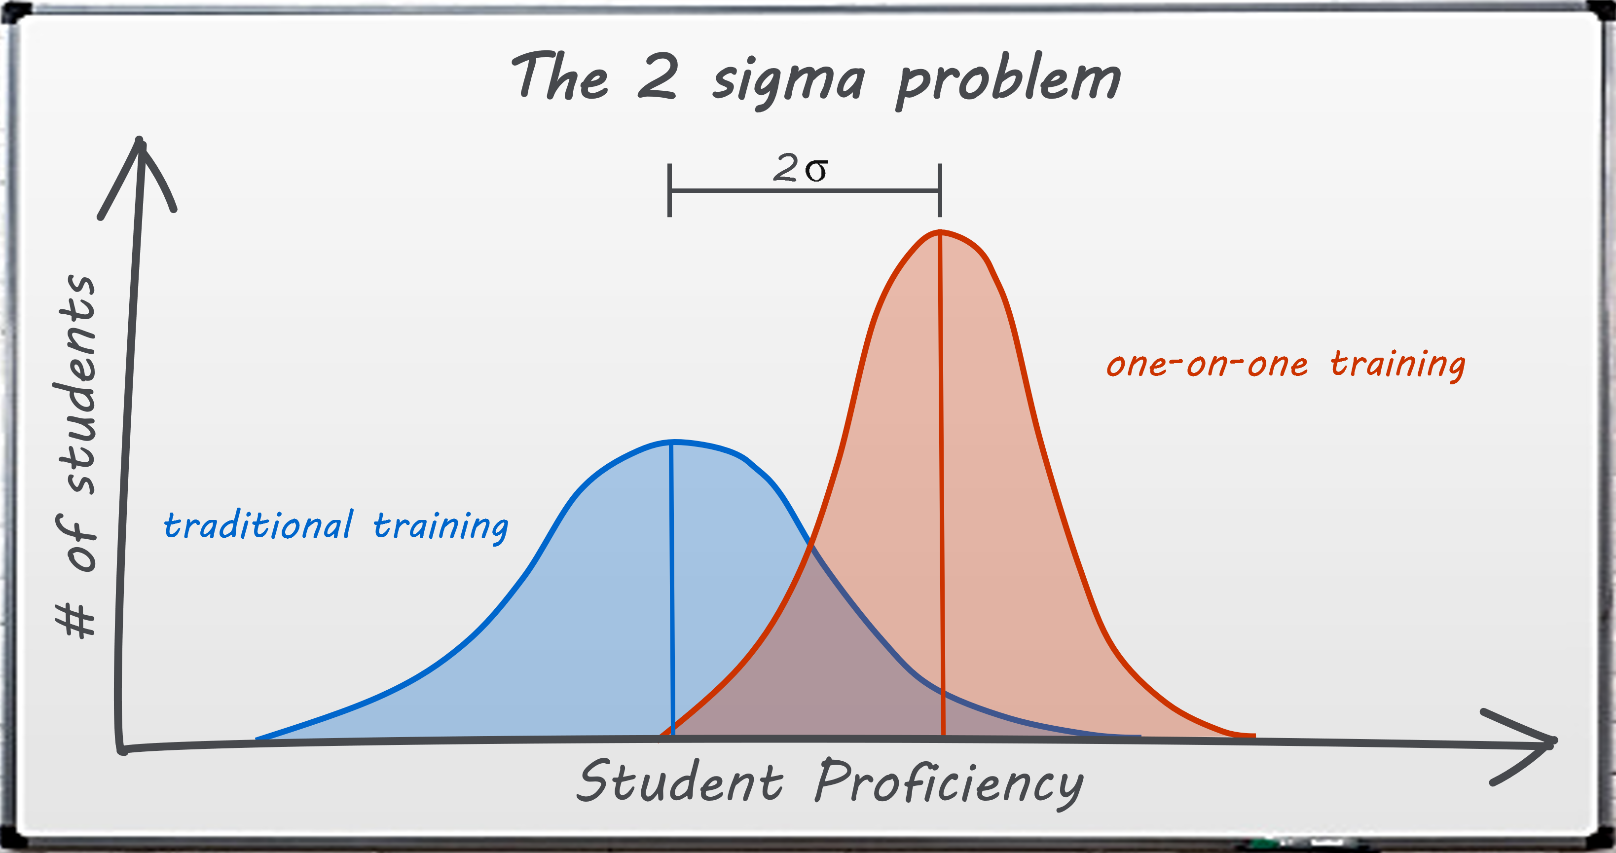 The 2 sigma problem
2σ
one-on-one training
traditional training
# of students
Student Proficiency